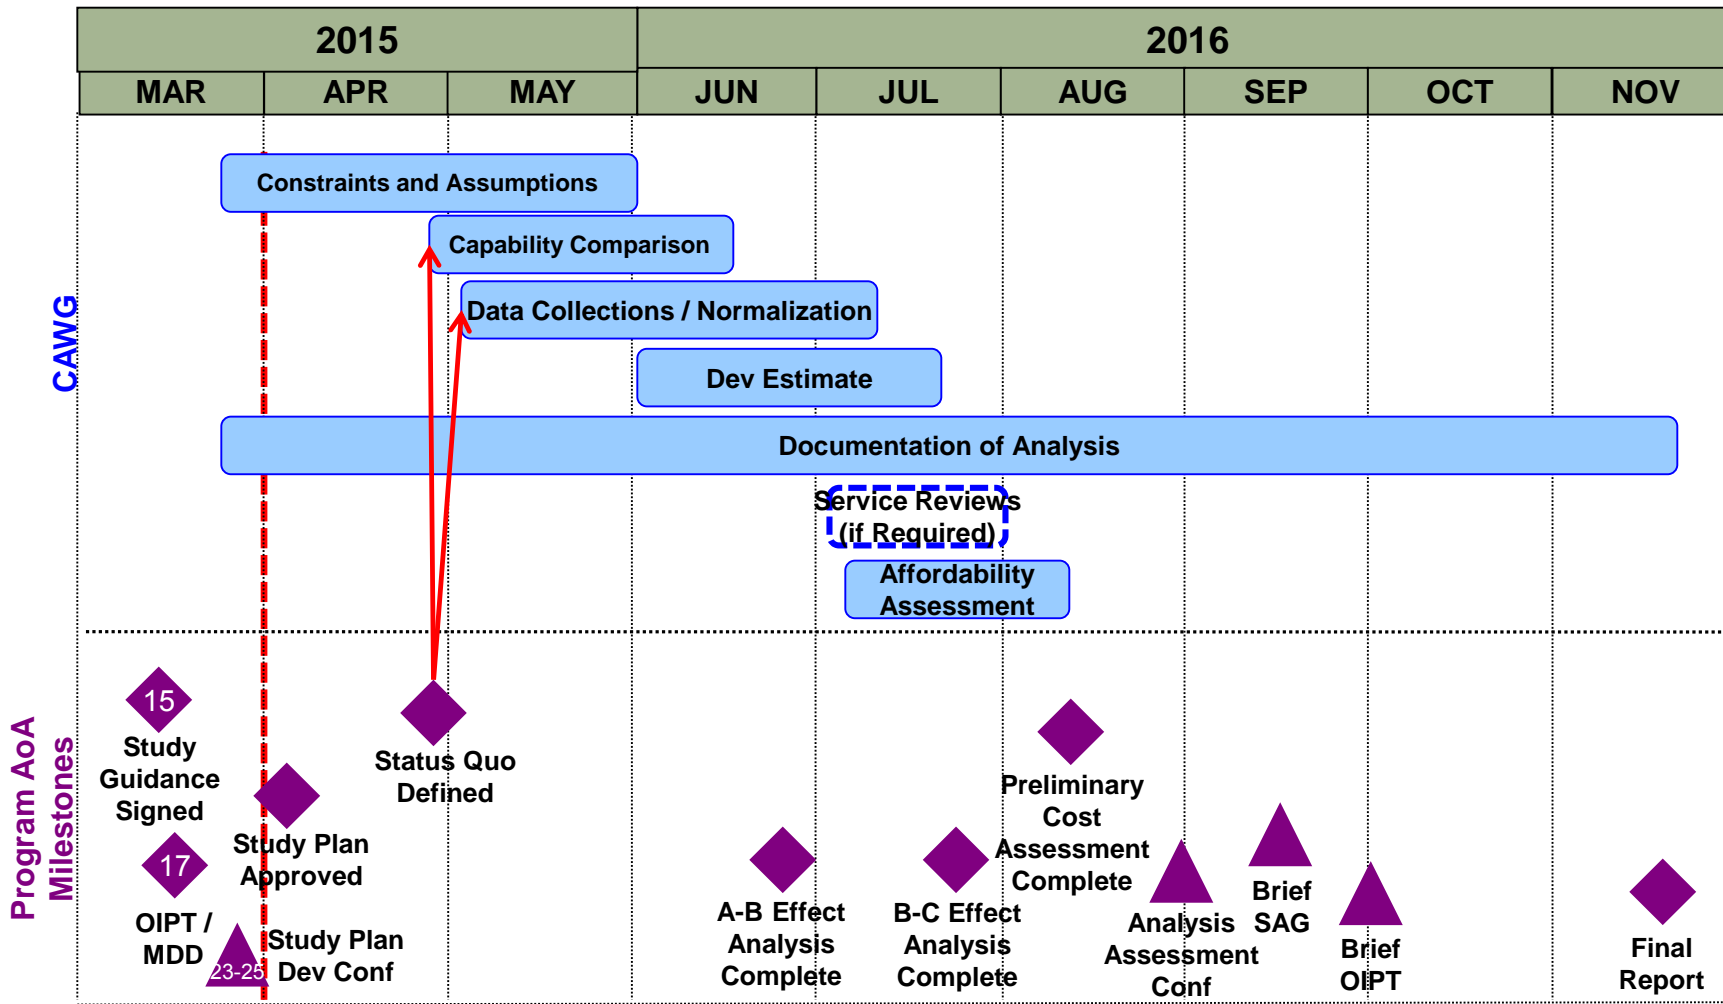 2015
2016
MAR
APR
MAY
JUN
JUL
AUG
SEP
OCT
NOV
CAWG
Constraints and Assumptions
Capability Comparison
Data Collections / Normalization
Dev Estimate
Documentation of Analysis
Service Reviews
(if Required)
Affordability
Assessment
Program AoA
Milestones
15
Study
Guidance
Signed
17
OIPT /
MDD
23-25
Study Plan
Dev Conf
Study Plan
Approved
Status Quo
Defined
A-B Effect
Analysis
Complete
B-C Effect
Analysis
Complete
Preliminary
Cost
Assessment
Complete
Analysis
Assessment
Conf
Brief
SAG
Brief
OIPT
Final
Report